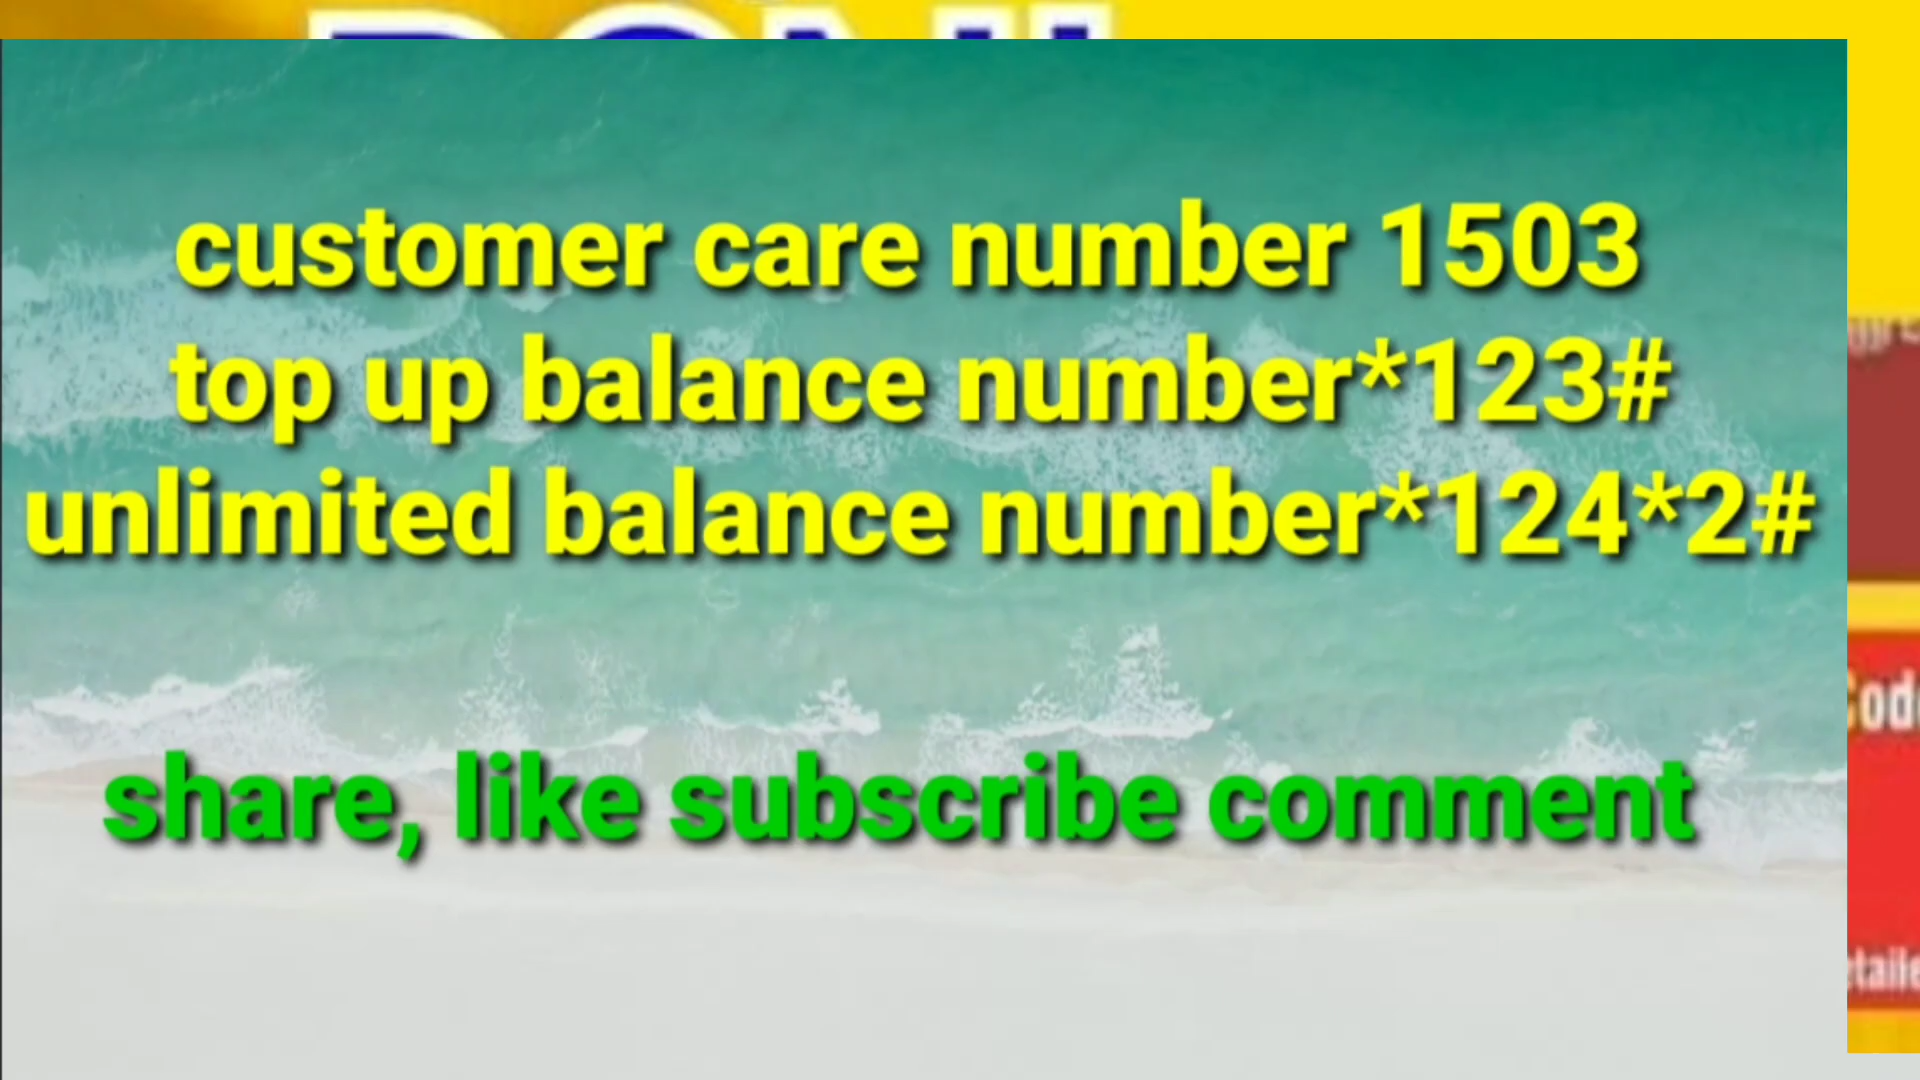 customer care number 1503
top up balance number*123#
unlimited balance number*124*2#
share, like subscribe comment